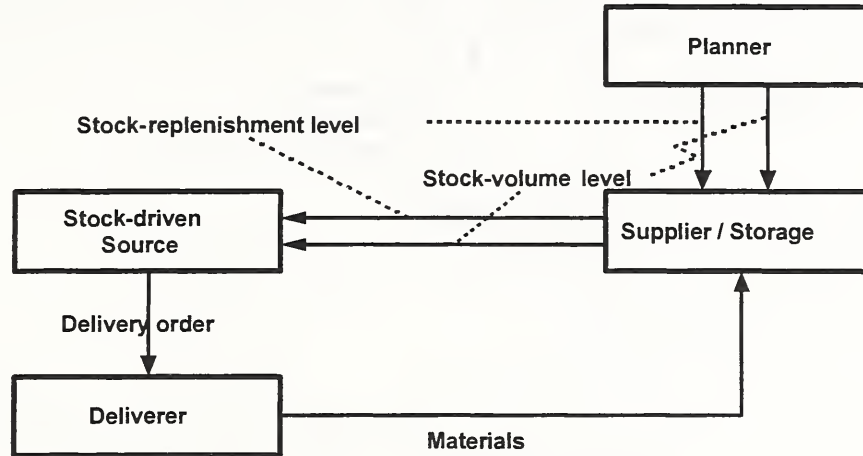 Planner
Stock-replenishment level
Stock-volume level
Stock-driven
Source
Supplier / Storage
Delivery order
Deliverer
Materials